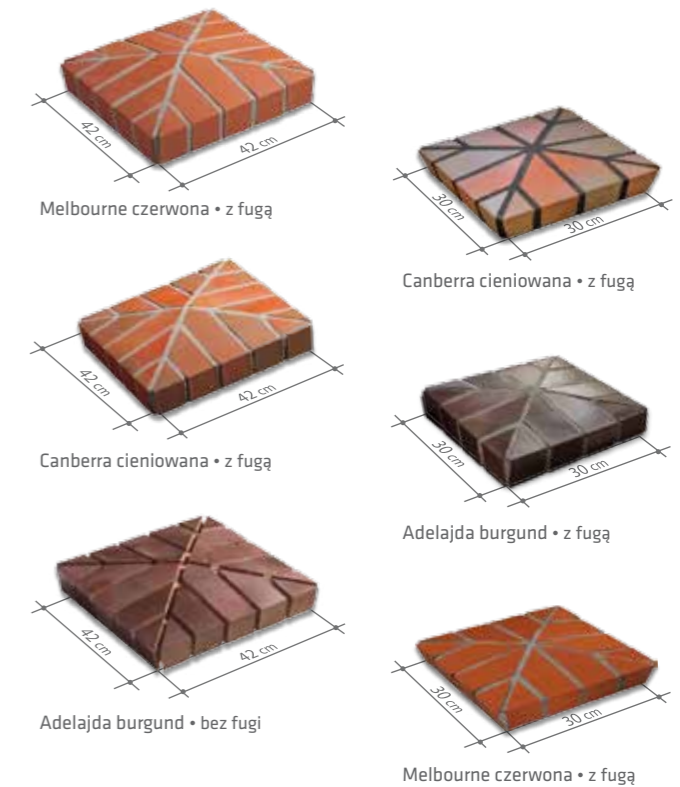 42 cm
42 cm
Melbourne czerwona • z fugą
42 cm
42 cm
Canberra cieniowana • z fugą
42 cm
42 cm
Adelajda burgund • bez fugi
30 cm
30 cm
Canberra cieniowana • z fugą
30 cm
30 cm
Adelajda burgund • z fugą
30 cm
30 cm
Melbourne czerwona • z fugą